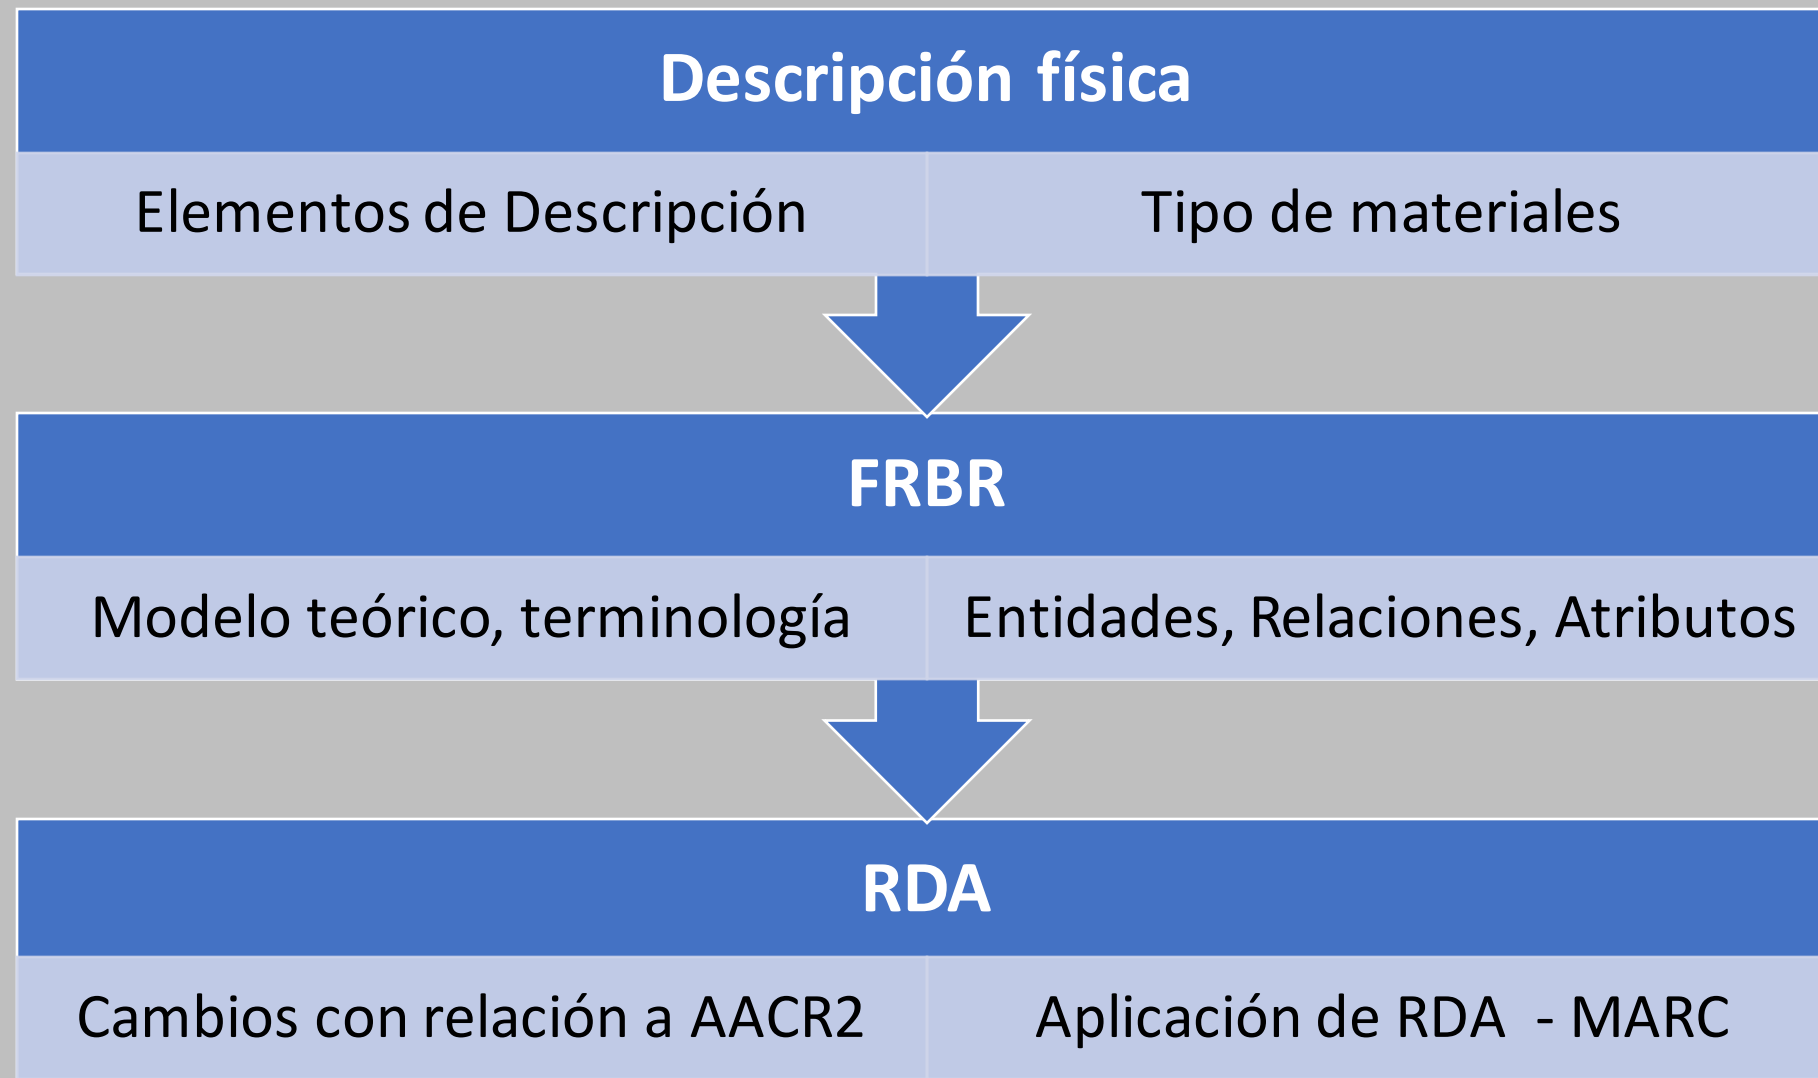 Descripción física
Elementos de Descripción
Tipo de materiales
FRBR
Modelo teórico, terminología
Entidades, Relaciones, Atributos
RDA
Cambios con relación a AACR2
Aplicación de RDA - MARC